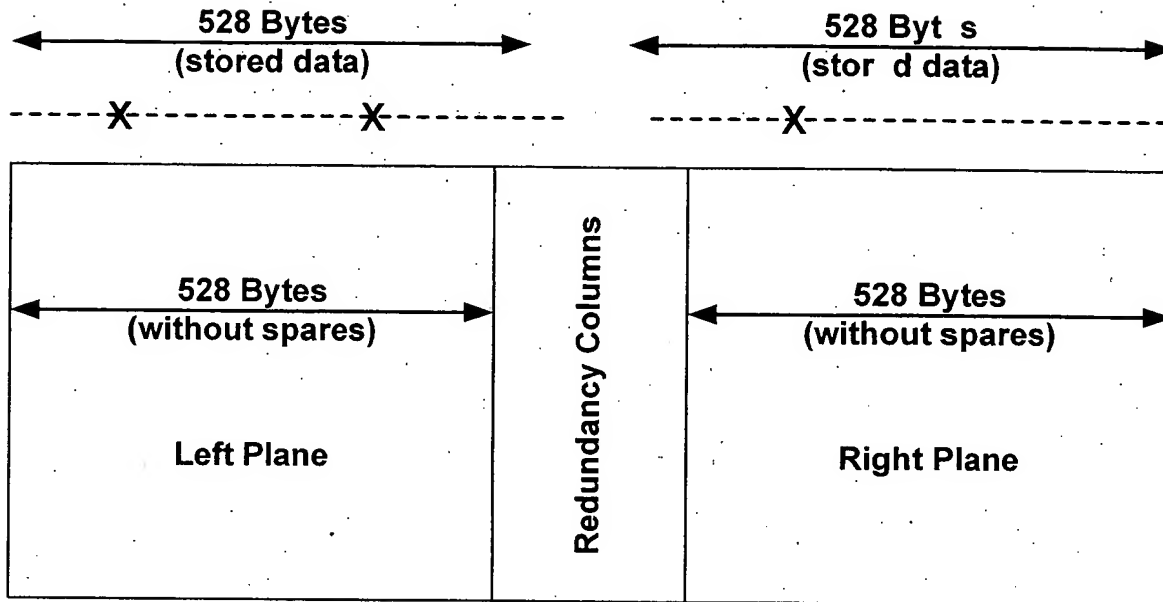 528 Bytes
(stored data)
528 Byt s
(stor d data)
X X X
528 Bytes
(without spares)
Redundancy Columns
528 Bytes
(without spares)
Left Plane
Right Plane